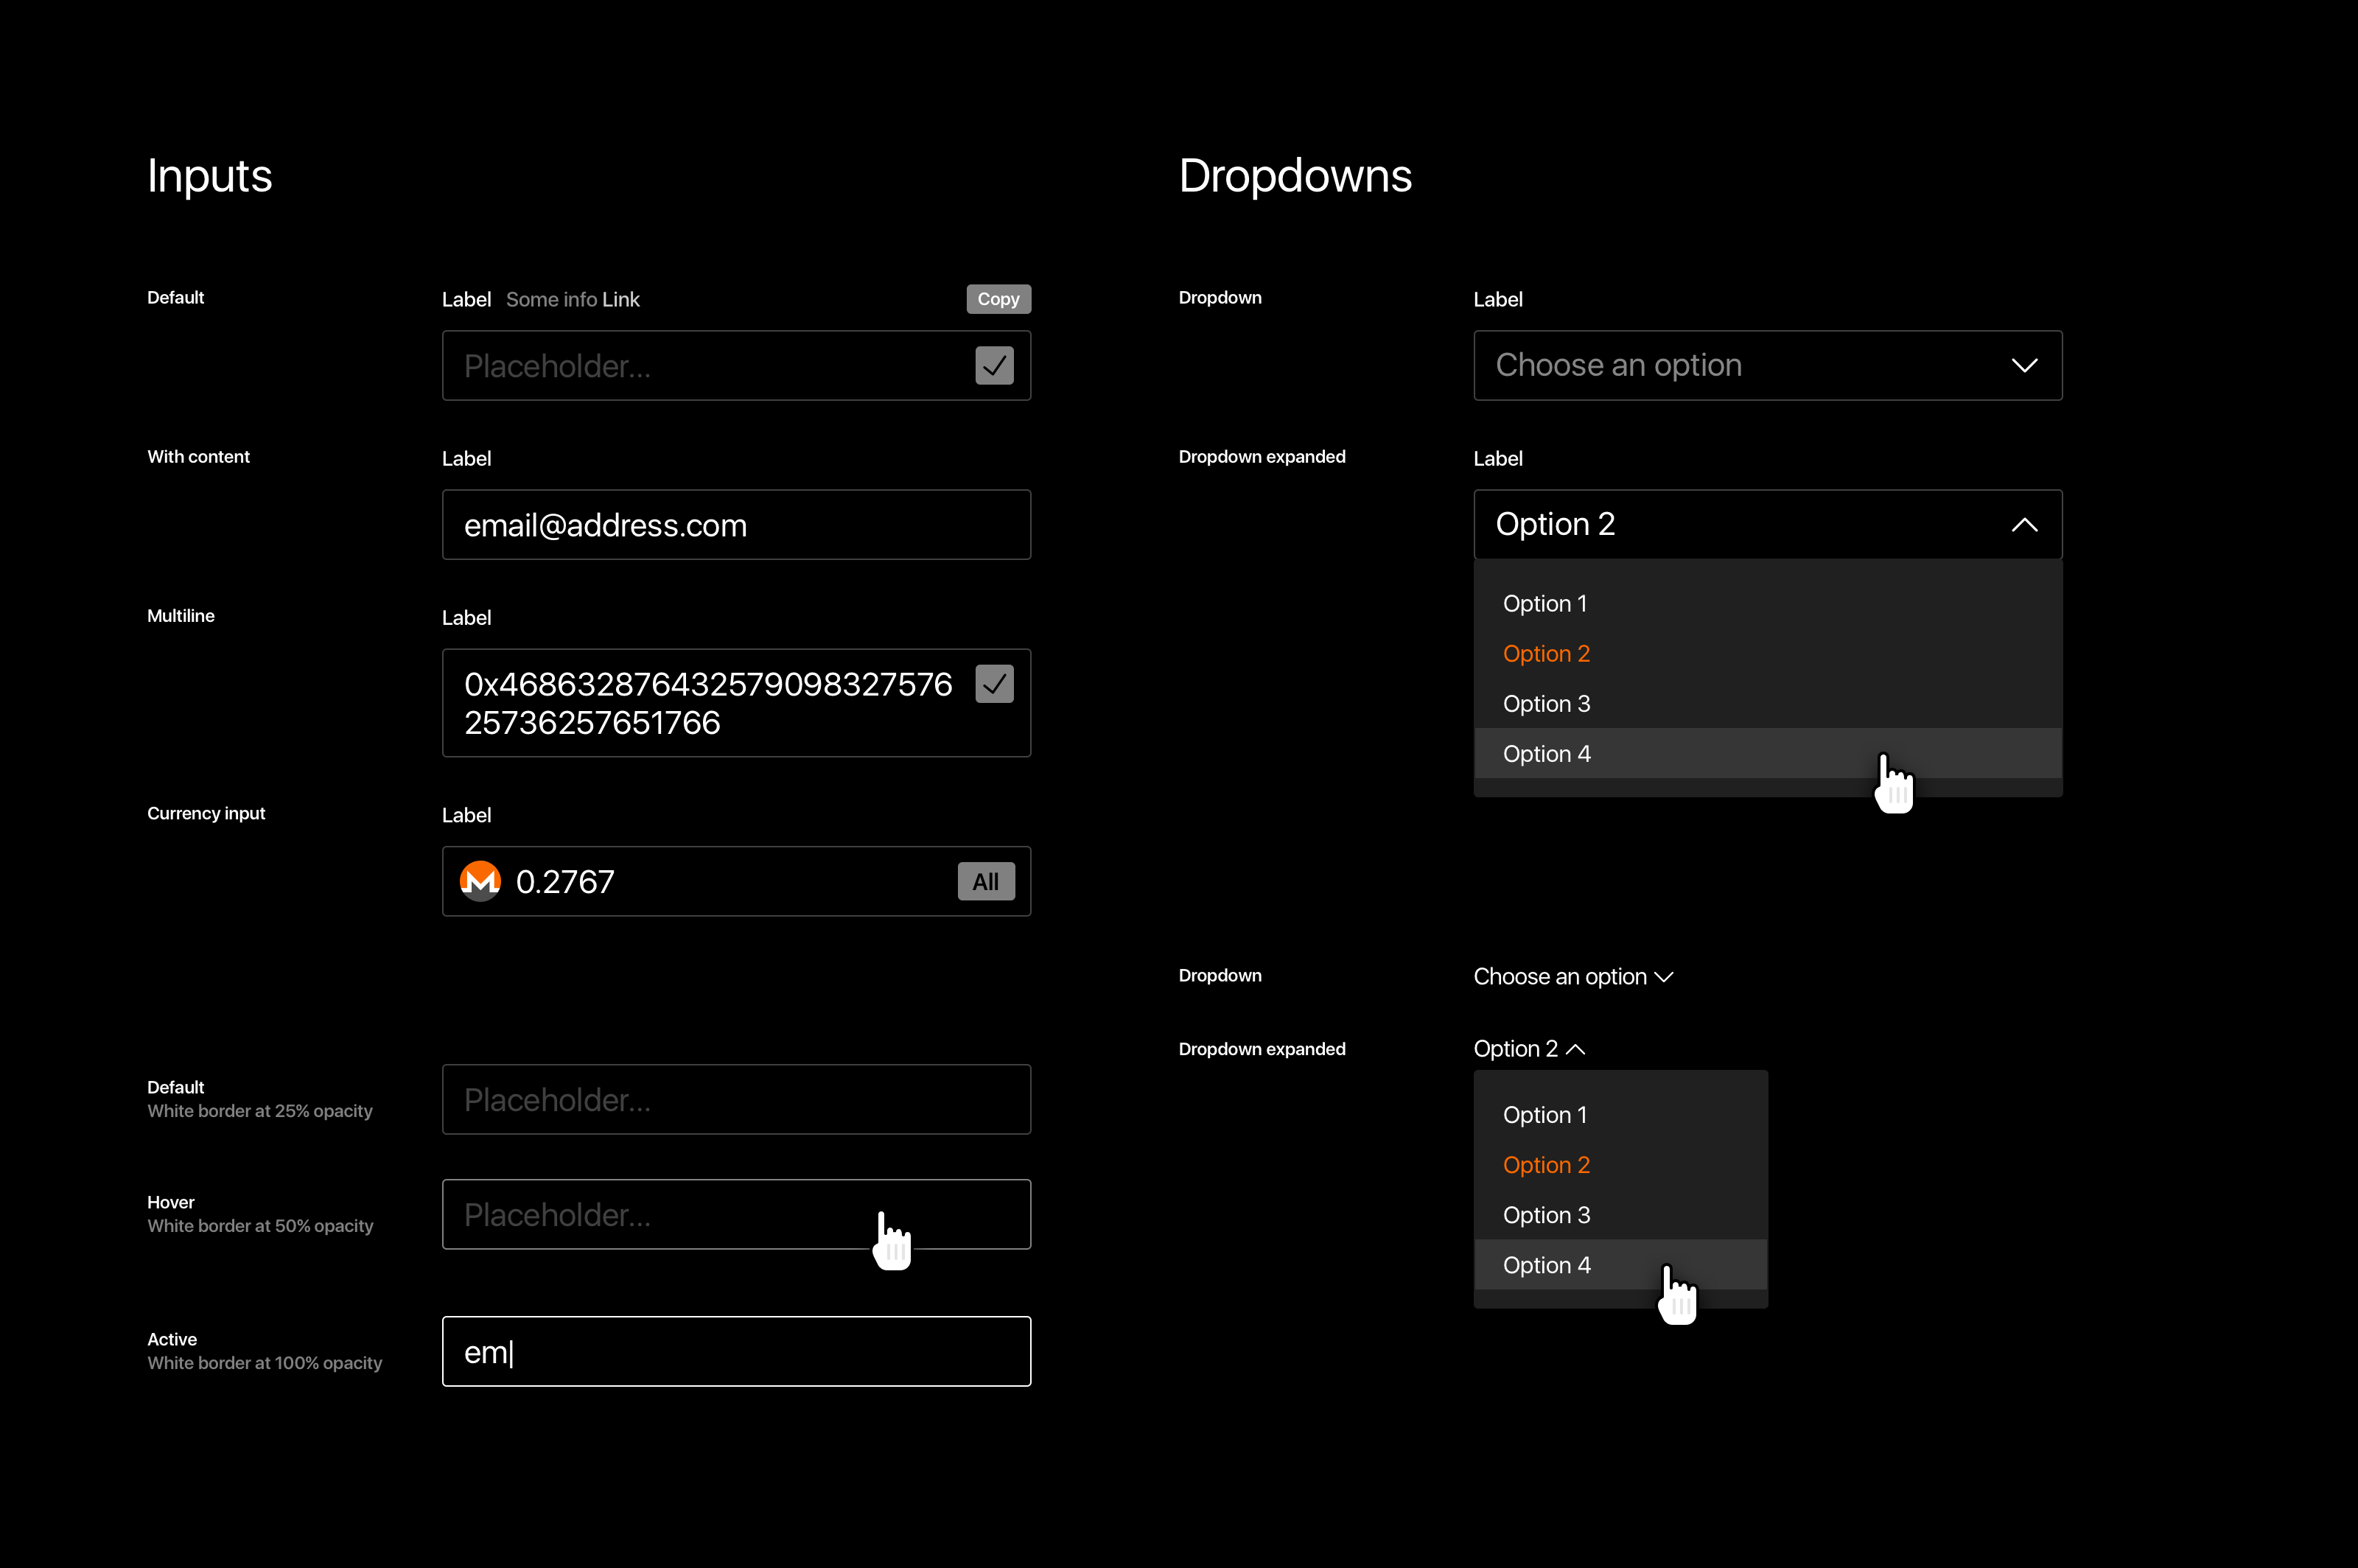 Inputs
Default
Label Some info Link
Copy
Placeholder...
With content
Label
email@address.com
Multiline
Label
0x4686328764325790983275​76
25736257651766
Currency input
Label
0.2767
All
Default
White border at 25% opacity
Placeholder...
Hover
White border at 50% opacity
Placeholder...
Active
White border at 100% opacity
em|
Dropdowns
Dropdown
Label
Choose an option
Dropdown expanded
Label
Option 2
Option 1
Option 2
Option 3
Option 4
Dropdown
Choose an option
Dropdown expanded
Option 2
Option 1
Option 2
Option 3
Option 4